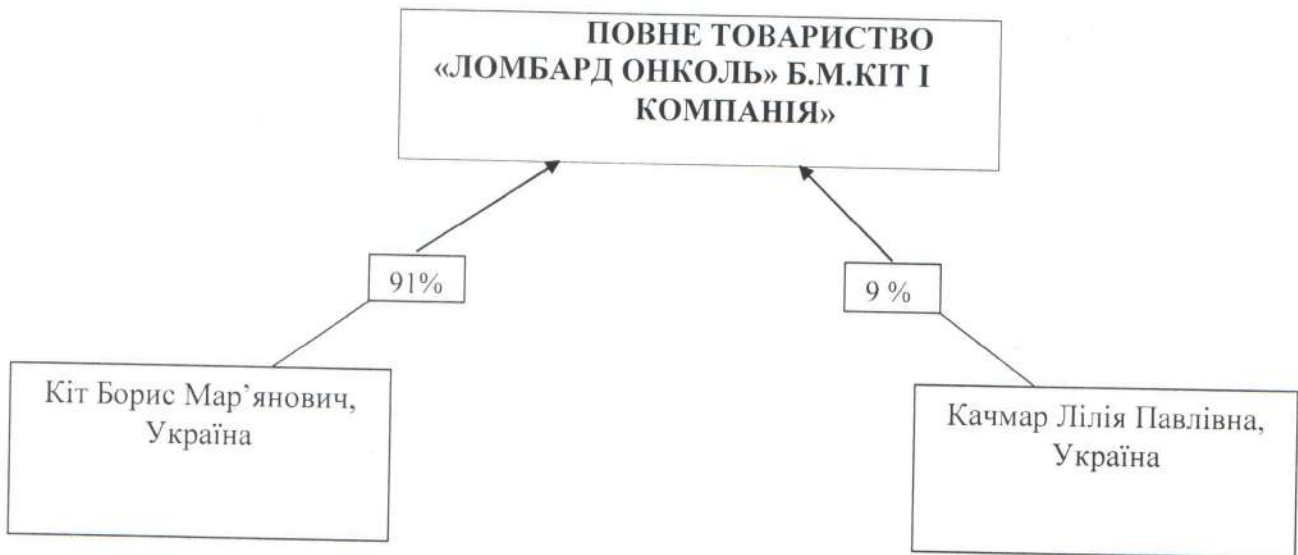 ПОВНЕ ТОВАРИСТВО
«ЛОМБАРД ОНКОЛЬ» Б.М.КІТ І
КОМПАНІЯ»
91%
9 %
Кіт Борис Мар’янович,
Україна
Качмар Лілія Павлівна,
Україна